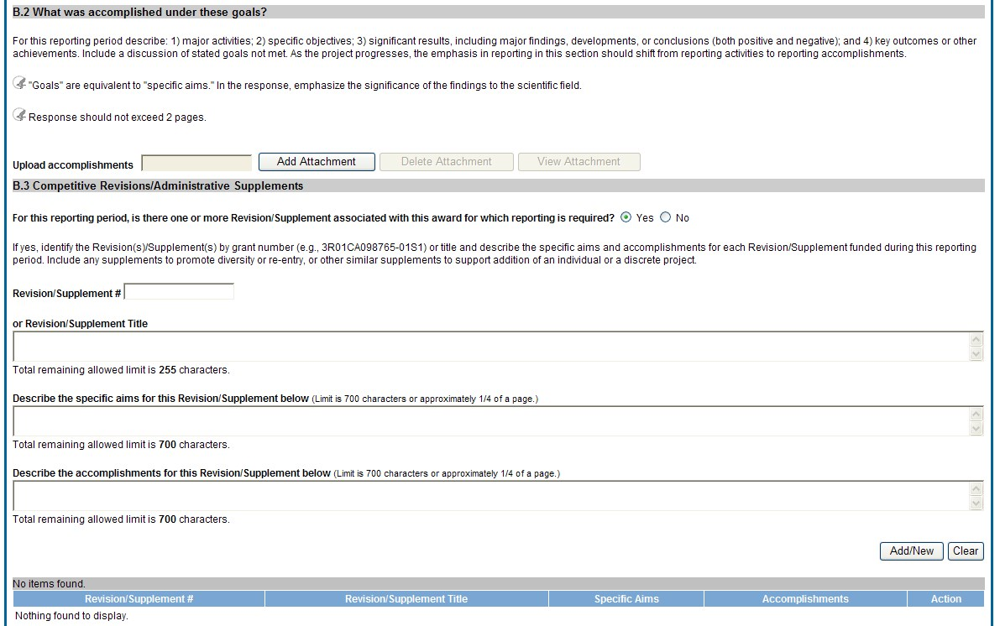 B.2 What was accomplished under these goals?
For this reporting period describe: 1) major activities; 2) specific objectives; 3) significant results, including major findings, developments, or conclusions (both positive and negative); and 4) key outcomes or other
achievements. Include a discussion of stated goals not met. As the project progresses, the emphasis in reporting in this section should shift from reporting activities to reporting accomplishments.
"Goals" are equivalent to "specific aims." In the response, emphasize the significance of the findings to the scientific field.
Response should not exceed 2 pages.
Upload accomplishments Add Attachment Delete Attachment View Attachment
B.3 Competitive Revisions/Administrative Supplements
For this reporting period, is there one or more Revision/Supplement associated with this award for which reporting is required? Yes No
If yes, identify the Revision(s)/Supplement(s) by grant number (e.g., 3R01CA098765-01S1) or title and describe the specific aims and accomplishments for each Revision/Supplement funded during this reporting
period. Include any supplements to promote diversity or re-entry, or other similar supplements to support addition of an individual or a discrete project.
Revision/Supplement #
or Revision/Supplement Title
Total remaining allowed limit is 255 characters.
Describe the specific aims for this Revision/Supplement below (Limit is 700 characters or approximately 1/4 of a page.)
Total remaining allowed limit is 700 characters.
Describe the accomplishments for this Revision/Supplement below (Limit is 700 characters or approximately 1/4 of a page.)
Total remaining allowed limit is 700 characters.
Add/New Clear
No items found.
Revision/Supplement # Revision/Supplement Title Specific Aims Accomplishments Action
Nothing found to display.